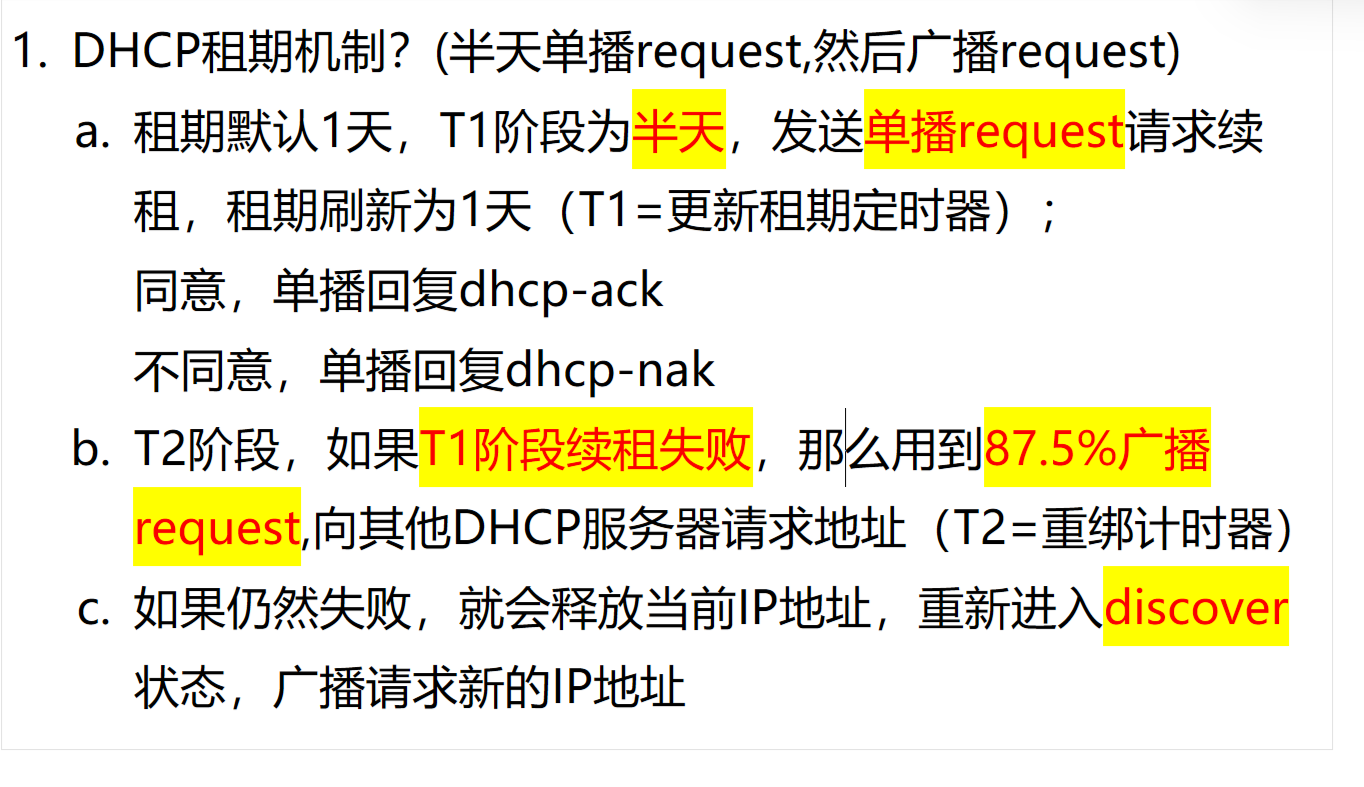 1. DHCP租期机制？(半天单播request,然后广播request)
a. 租期默认1天，T1阶段为半天，发送单播request请求续
租，租期刷新为1天（T1=更新租期定时器）；
同意，单播回复dhcp-ack
不同意，单播回复dhcp-nak
b. T2阶段，如果T1阶段续租失败，那么用到87.5%广播
request,向其他DHCP服务器请求地址（T2=重绑计时器）
c. 如果仍然失败，就会释放当前IP地址，重新进入discover
状态，广播请求新的IP地址